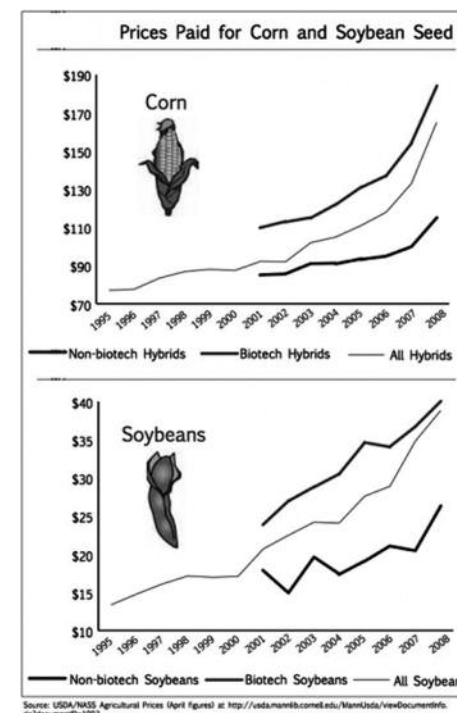 Prices Paid for Corn and Soybean Seed
$190
Corn
$170
$150
$130
$110
$90
$70
1995 1996 1997 1998 1999 2000 2001 2002 2003 2004 2005 2006 2007 2008
Non-biotech Hybrids Biotech Hybrids All Hybrids
$40
Soybeans
$35
$30
$25
$20
$15
$10
1995 1996 1997 1998 1999 2000 2001 2002 2003 2004 2005 2006 2007 2008
Non-biotech Soybeans Biotech Soybeans All Soybean
Source: USDA/NASS Agricultural Prices (April figures) at http://usda.mannlib.cornell.edu/MannUsda/viewDocumentInfo.